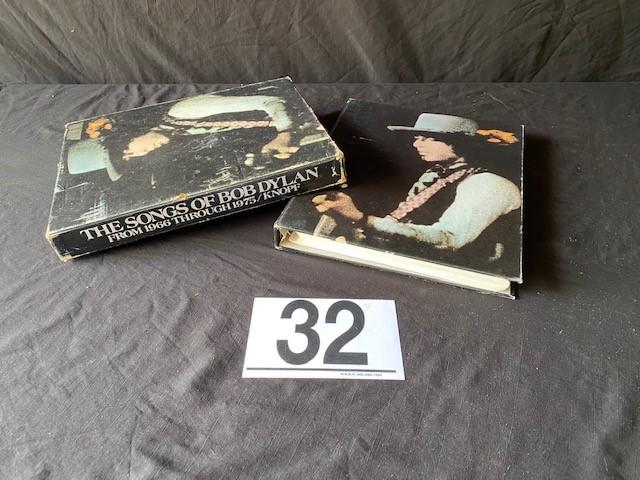 THE SONGS OF BOB DYLAN
FROM 1966 THROUGH 1975/KNOPF
32